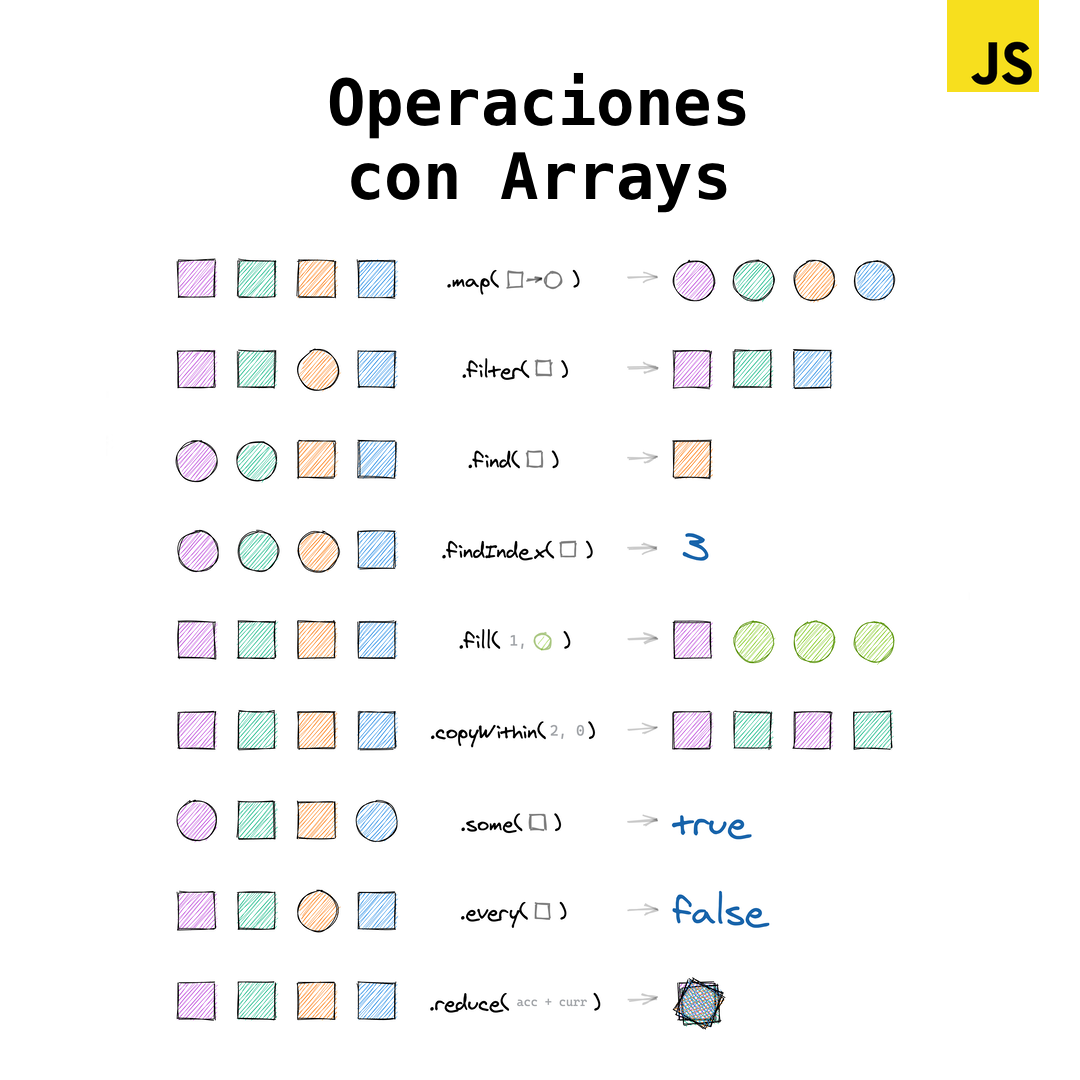 JS
Operaciones
con Arrays
.map( )
.filter( )
.find( )
.findIndex( )
3
.fill( 1, )
.copyWithin( 2, 0 )
.some( )
true
.every( )
false
.reduce( acc + curr )